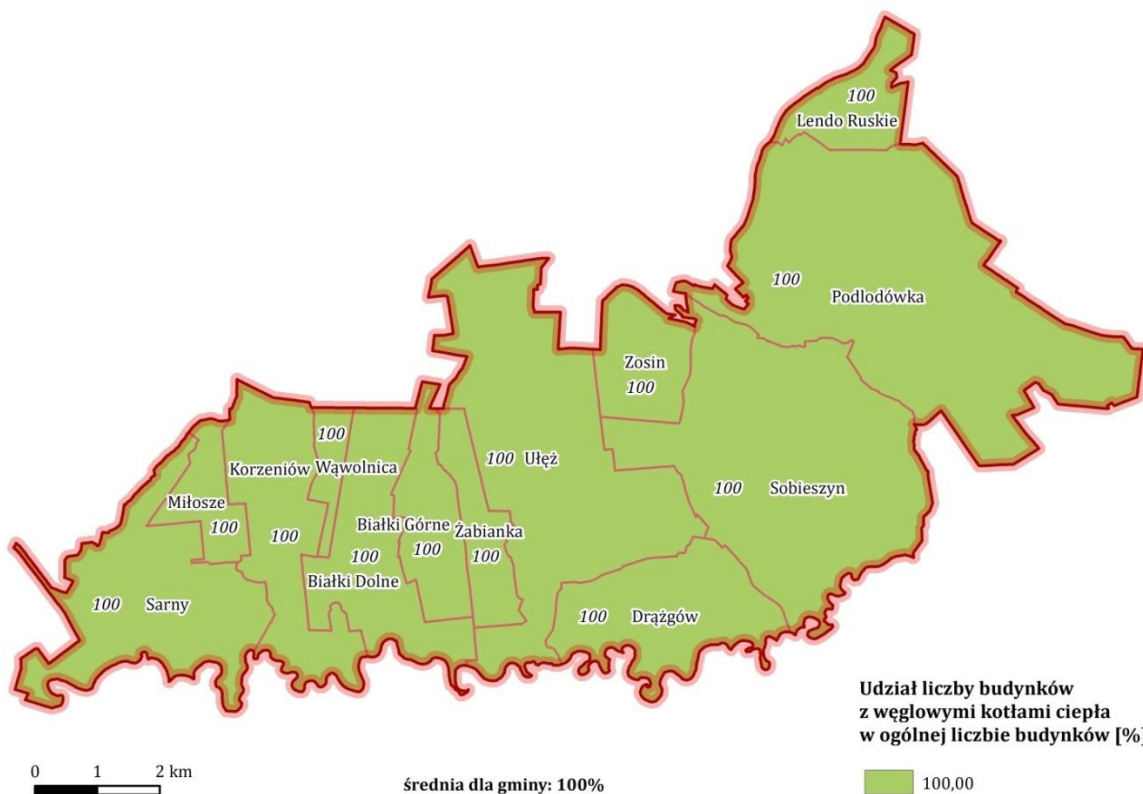 100
Lendo Ruskie
100
Podlodówka
Zosin
100
100
Korzeniów
Wąwolnica
100
Ułęż
Miłosze
100
100
Białki Górne
100
Żabianka
100
100
Sobieszyn
100
Białki Dolne
100
Sarny
100
Drążgów
Udział liczby budynków
z węglowymi kotłami ciepła
w ogólnej liczbie budynków [%]
100,00
0 1 2 km
średnia dla gminy: 100%